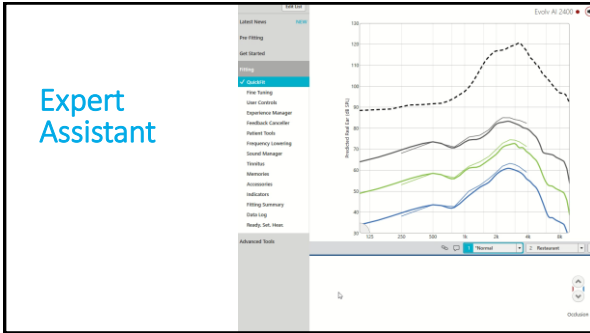 Expert
Assistant
Edit List
Latest News NEW
Pre Fitting
Get Started
Fitting
✓ QuickFit
Fine Tuning
User Controls
Experience Manager
Feedback Canceller
Patient Tools
Frequency Lowering
Sound Manager
Tinnitus
Memories
Accessories
Indicators
Fitting Summary
Data Log
Ready. Set. Hear.
Advanced Tools
Evolv AI 2400
Predicted Real Ear (dB SPL)
130
120
110
100
90
80
70
60
50
40
30
125 250 500 1k 2k 4k 8k
1 *Normal 2 Restaurant
Occlusion